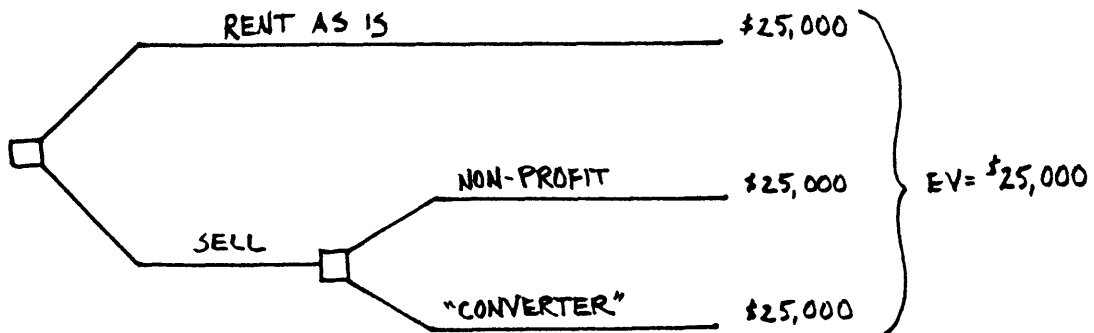 RENT AS IS
$25,000
NON-PROFIT
$25,000
EV= $25,000
SELL
"CONVERTER"
$25,000